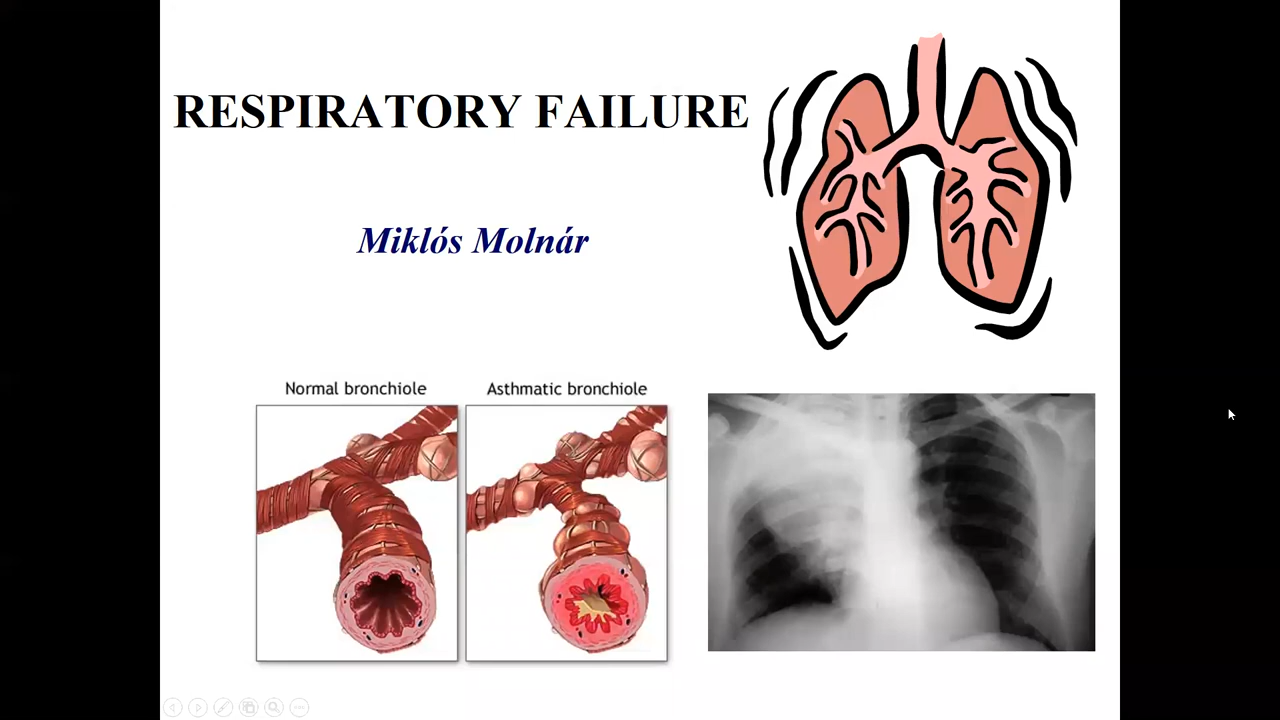 RESPIRATORY FAILURE
Miklós Molnár
Normal bronchiole
Asthmatic bronchiole